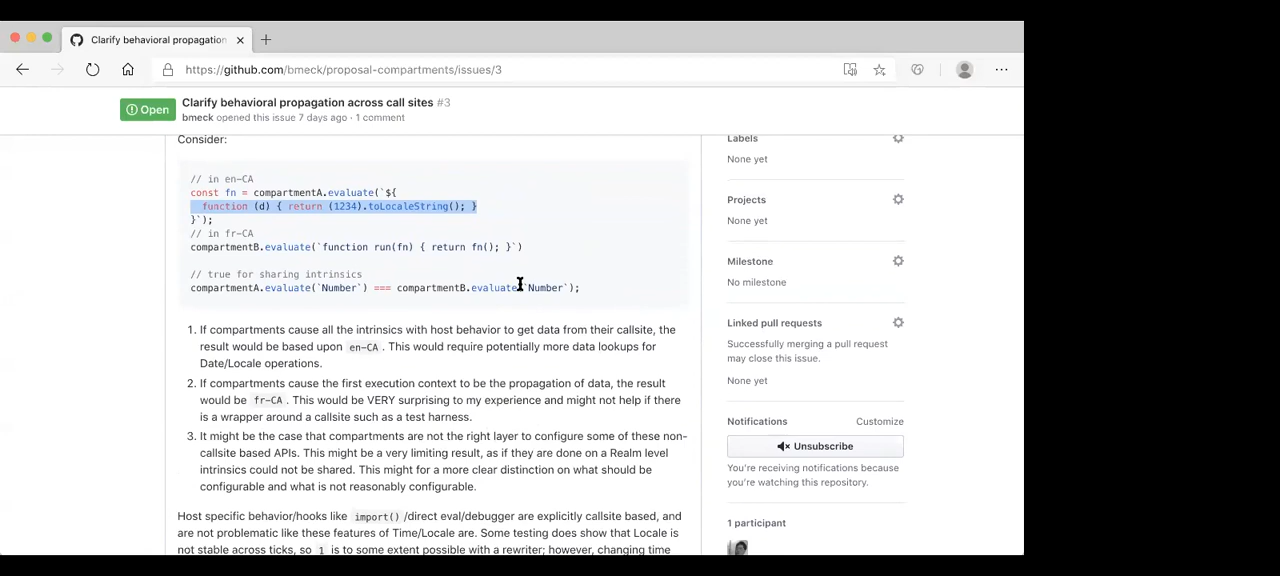 Clarify behavioral propagation
https://github.com/bmeck/proposal-compartments/issues/3
Open
Clarify behavioral propagation across call sites #3
bmeck opened this issue 7 days ago · 1 comment
Consider:
// in en-CA
const fn = compartmentA.evaluate(`${
function (d) { return (1234).toLocaleString(); }
}`);
// in fr-CA
compartmentB.evaluate(`function run(fn) { return fn(); }`)
// true for sharing intrinsics
compartmentA.evaluate(`Number`) === compartmentB.evaluate(`Number`);
1. If compartments cause all the intrinsics with host behavior to get data from their callsite, the
result would be based upon en-CA . This would require potentially more data lookups for
Date/Locale operations.
2. If compartments cause the first execution context to be the propagation of data, the result
would be fr-CA . This would be VERY surprising to my experience and might not help if there
is a wrapper around a callsite such as a test harness.
3. It might be the case that compartments are not the right layer to configure some of these non-
callsite based APIs. This might be a very limiting result, as if they are done on a Realm level
intrinsics could not be shared. This might for a more clear distinction on what should be
configurable and what is not reasonably configurable.
Host specific behavior/hooks like import() /direct eval/debugger are explicitly callsite based, and
are not problematic like these features of Time/Locale are. Some testing does show that Locale is
not stable across ticks, so 1 is to some extent possible with a rewriter; however, changing time
Labels
None yet
Projects
None yet
Milestone
No milestone
Linked pull requests
Successfully merging a pull request
may close this issue.
None yet
Notifications
Customize
Unsubscribe
You're receiving notifications because
you're watching this repository.
1 participant